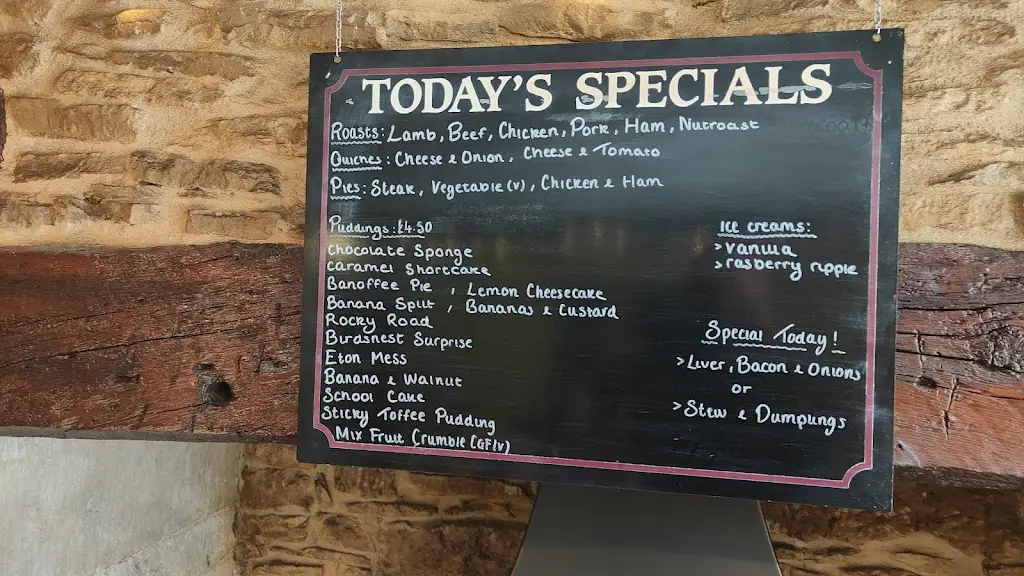 TODAY'S SPECIALS
Roasts: Lamb, Beef, Chicken, Pork, Ham, Nutroast
Quiches: Cheese & Onion, Cheese & Tomato
Pies: Steak, Vegetable (v), Chicken & Ham
Puddings: £4.50
Chocolate Sponge
Caramel Shortcake
Banoffee Pie , Lemon Cheesecake
Banana Split , Bananas & Custard
Rocky Road
Birdsnest Surprise
Eton Mess
Banana & Walnut
School Cake
Sticky Toffee Pudding
Mix Fruit Crumble (GF/v)
Ice creams:
> vanilla
> rasberry ripple
Special Today!
> Liver, Bacon & Onions
or
> Stew & Dumplings